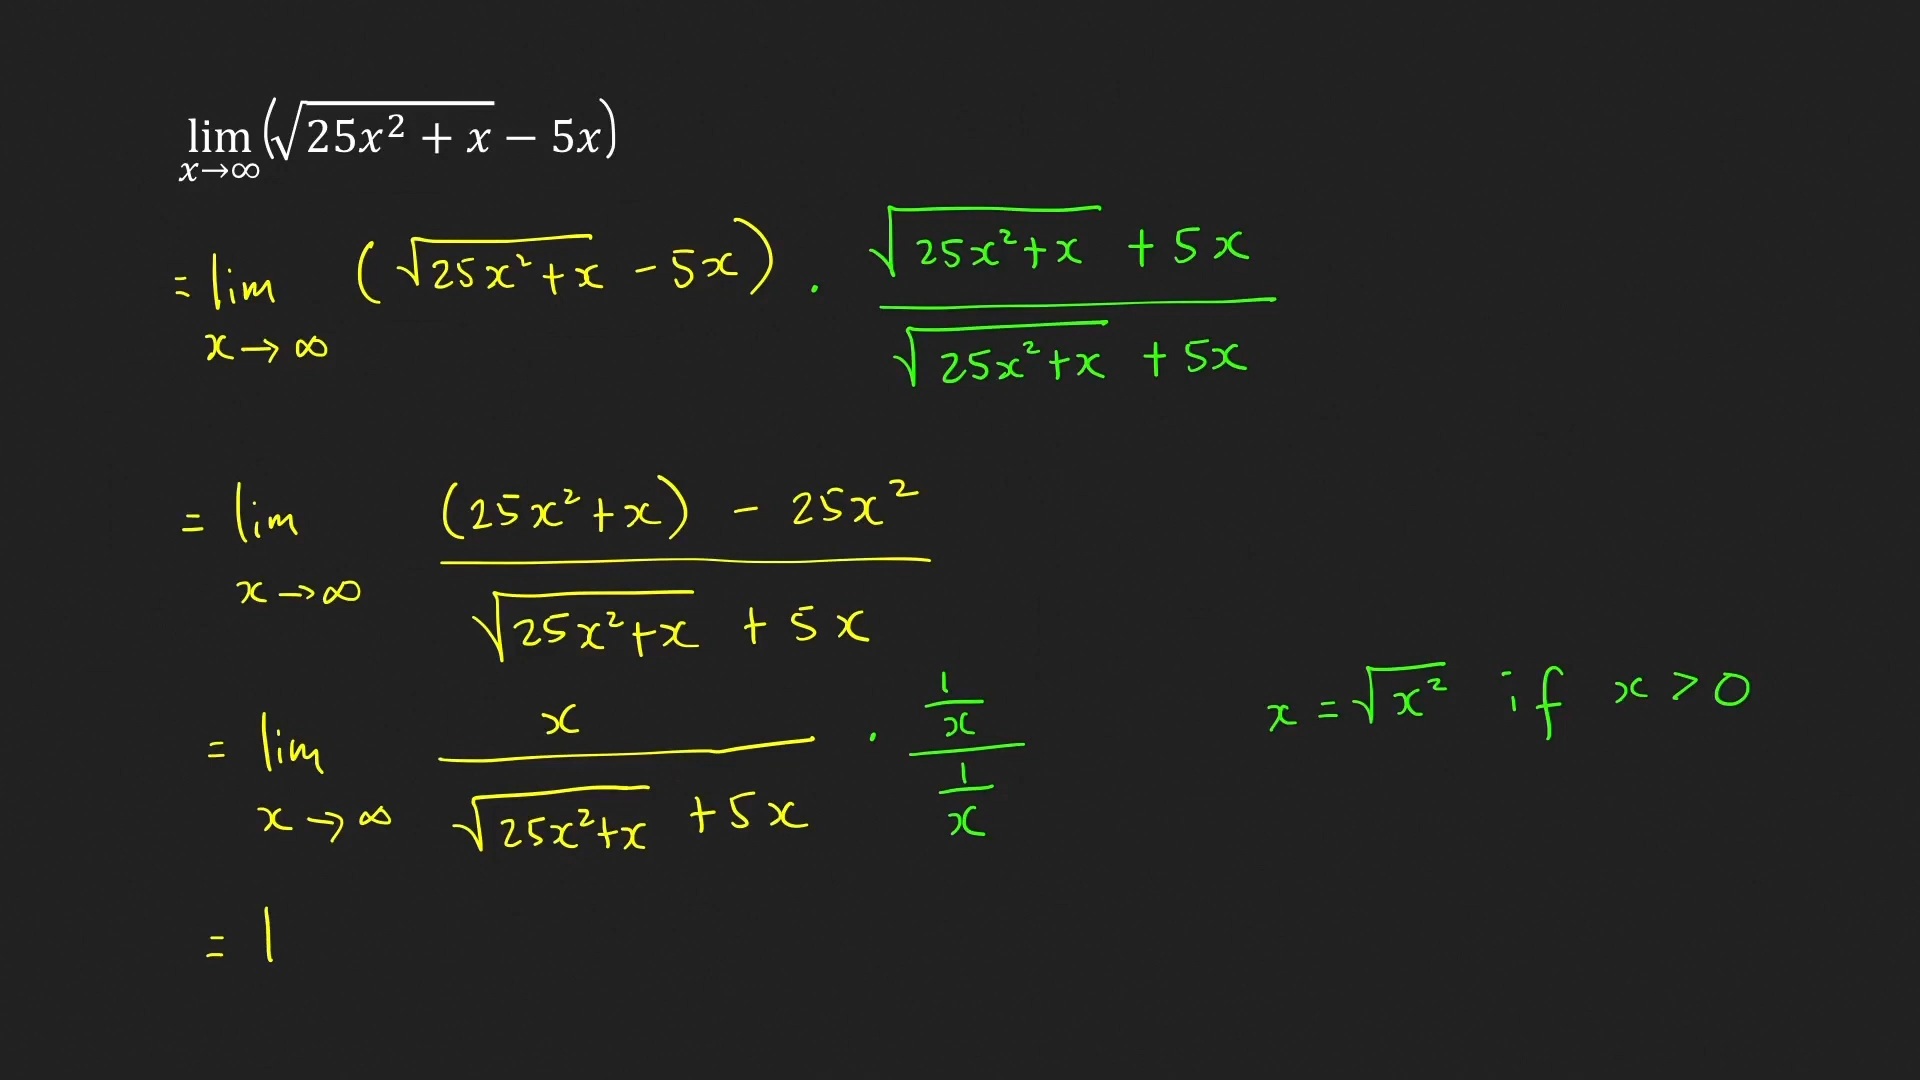 lim x→∞ (√(25x² + x) − 5x)
= lim x→∞ (√(25x²+x) − 5x) · (√(25x²+x) + 5x)/(√(25x²+x) + 5x)
= lim x→∞ ((25x²+x) − 25x²)/(√(25x²+x) + 5x)
= lim x→∞ x/(√(25x²+x) + 5x) · (1/x)/(1/x)
x = √(x²) if x > 0
= 1